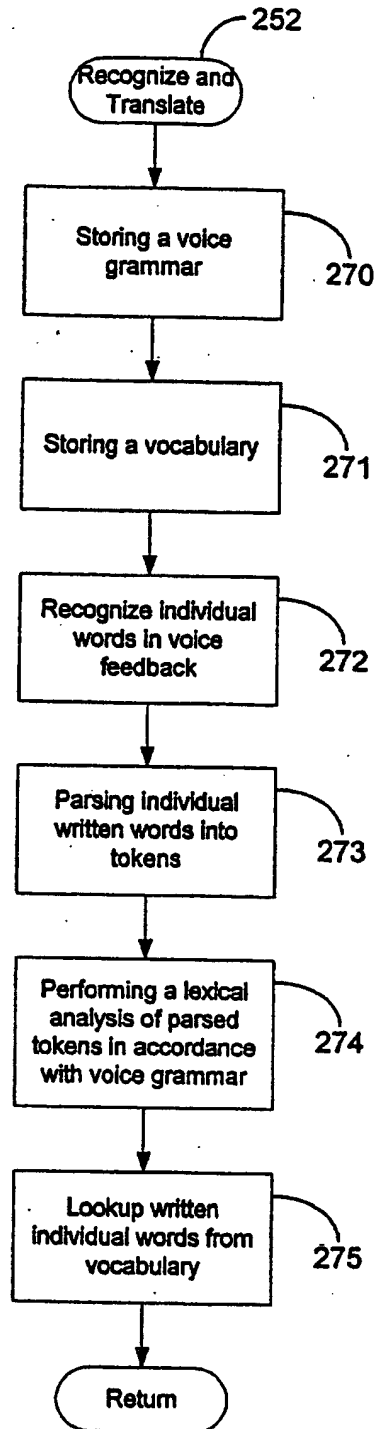 252
Recognize and
Translate
Storing a voice
grammar
270
Storing a vocabulary
271
Recognize individual
words in voice
feedback
272
Parsing individual
written words into
tokens
273
Performing a lexical
analysis of parsed
tokens in accordance
with voice grammar
274
Lookup written
individual words from
vocabulary
275
Return